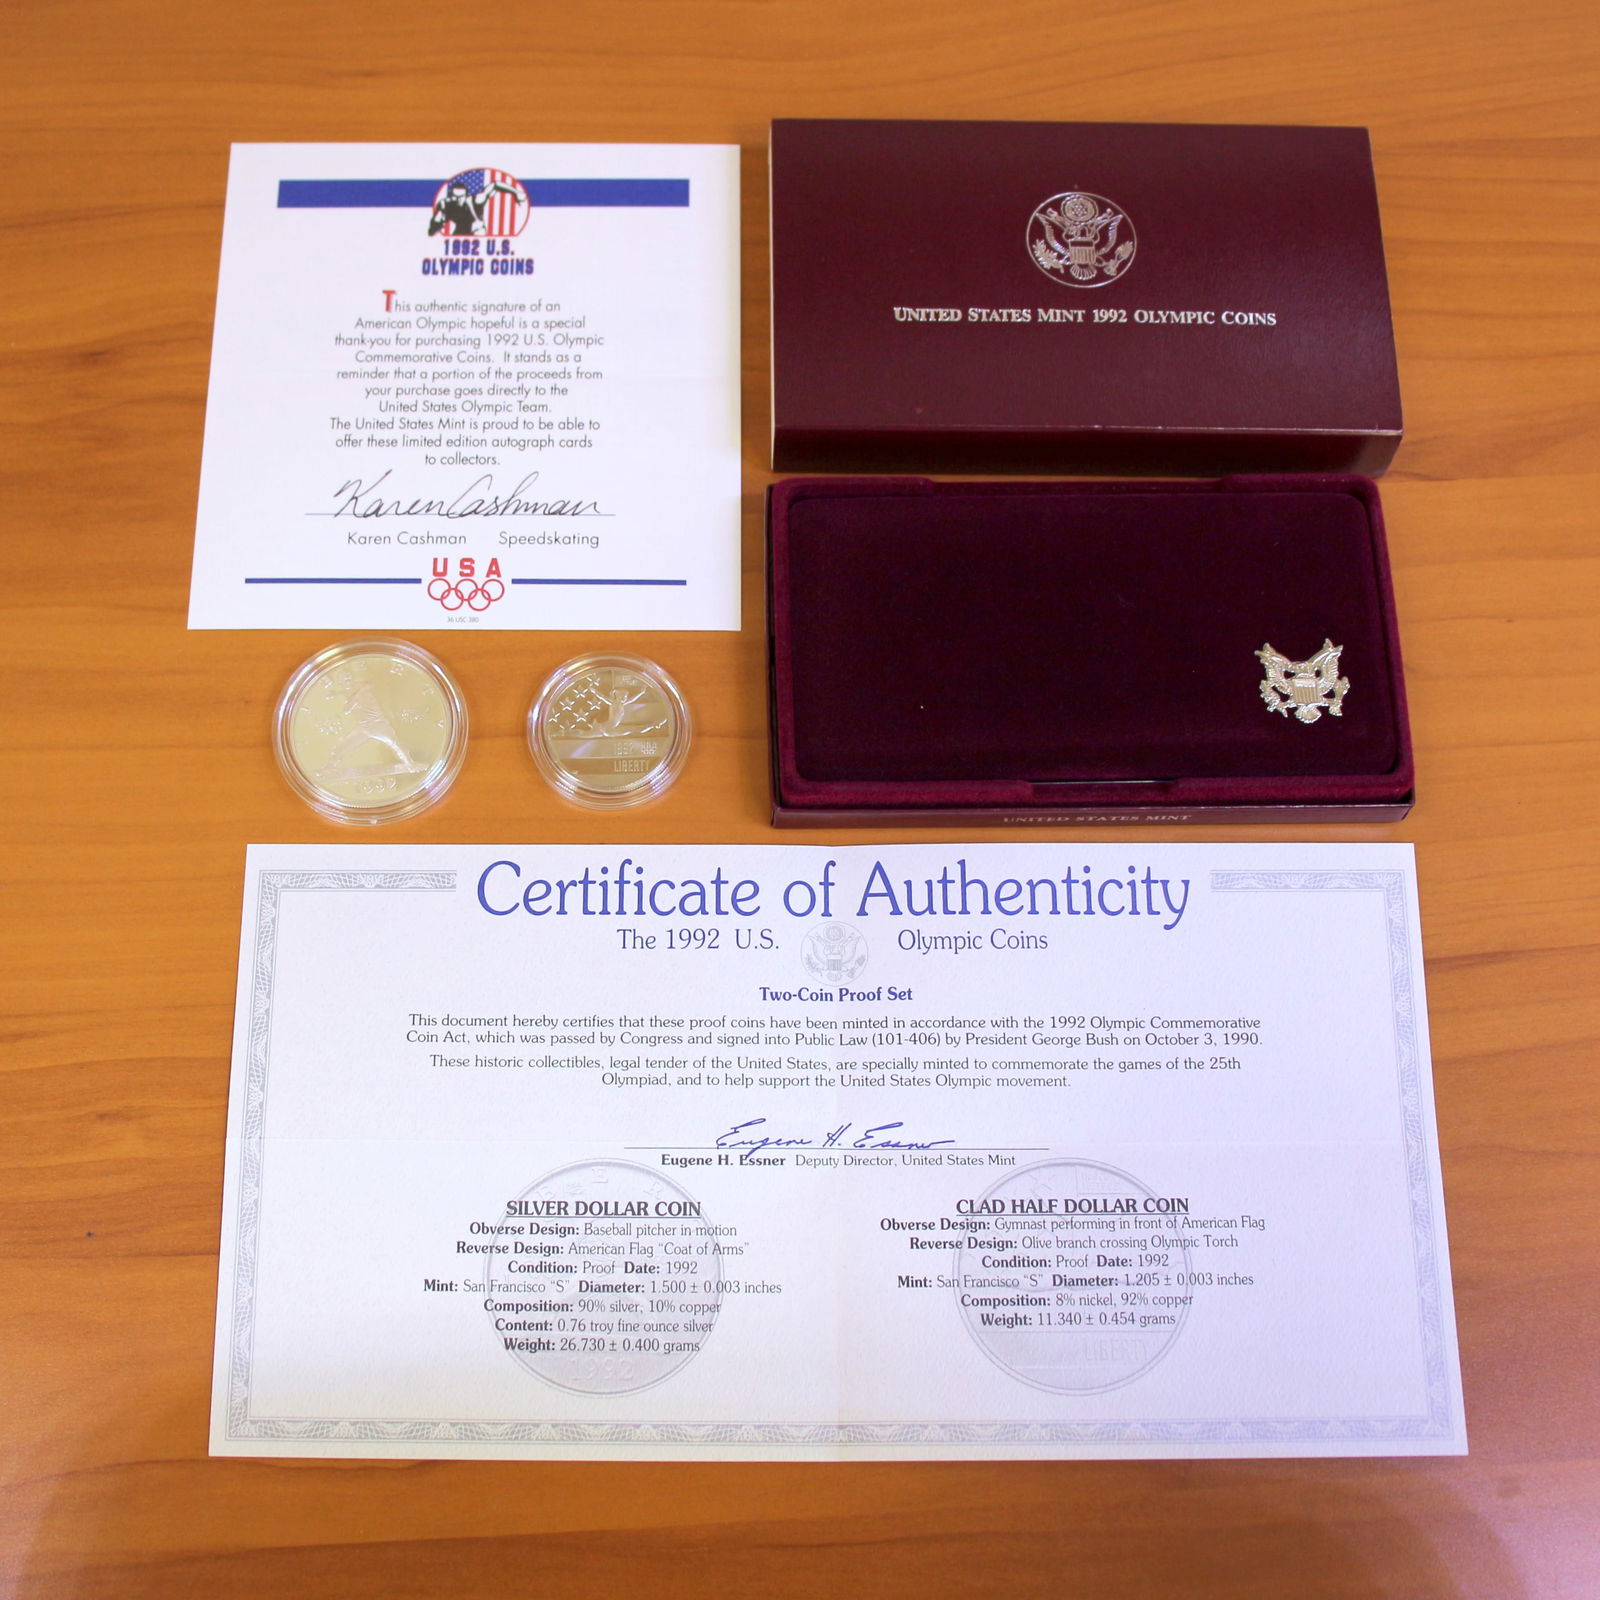 1992 U.S.
OLYMPIC COINS
This authentic signature of an
American Olympic hopeful is a special
thank-you for purchasing 1992 U.S. Olympic
Commemorative Coins. It stands as a
reminder that a portion of the proceeds from
your purchase goes directly to the
United States Olympic Team.
The United States Mint is proud to be able to
offer these limited edition autograph cards
to collectors.
Karen Cashman
Karen Cashman Speedskating
USA
36 USC 380
UNITED STATES MINT 1992 OLYMPIC COINS
UNITED STATES MINT
1992
1992 USA
LIBERTY
Certificate of Authenticity
The 1992 U.S. Olympic Coins
Two-Coin Proof Set
This document hereby certifies that these proof coins have been minted in accordance with the 1992 Olympic Commemorative
Coin Act, which was passed by Congress and signed into Public Law (101-406) by President George Bush on October 3, 1990.
These historic collectibles, legal tender of the United States, are specially minted to commemorate the games of the 25th
Olympiad, and to help support the United States Olympic movement.
Eugene H. Essner
Eugene H. Essner Deputy Director, United States Mint
SILVER DOLLAR COIN
Obverse Design: Baseball pitcher in motion
Reverse Design: American Flag "Coat of Arms"
Condition: Proof Date: 1992
Mint: San Francisco "S" Diameter: 1.500 ± 0.003 inches
Composition: 90% silver, 10% copper
Content: 0.76 troy fine ounce silver
Weight: 26.730 ± 0.400 grams
1992
CLAD HALF DOLLAR COIN
Obverse Design: Gymnast performing in front of American Flag
Reverse Design: Olive branch crossing Olympic Torch
Condition: Proof Date: 1992
Mint: San Francisco "S" Diameter: 1.205 ± 0.003 inches
Composition: 8% nickel, 92% copper
Weight: 11.340 ± 0.454 grams
LIBERTY